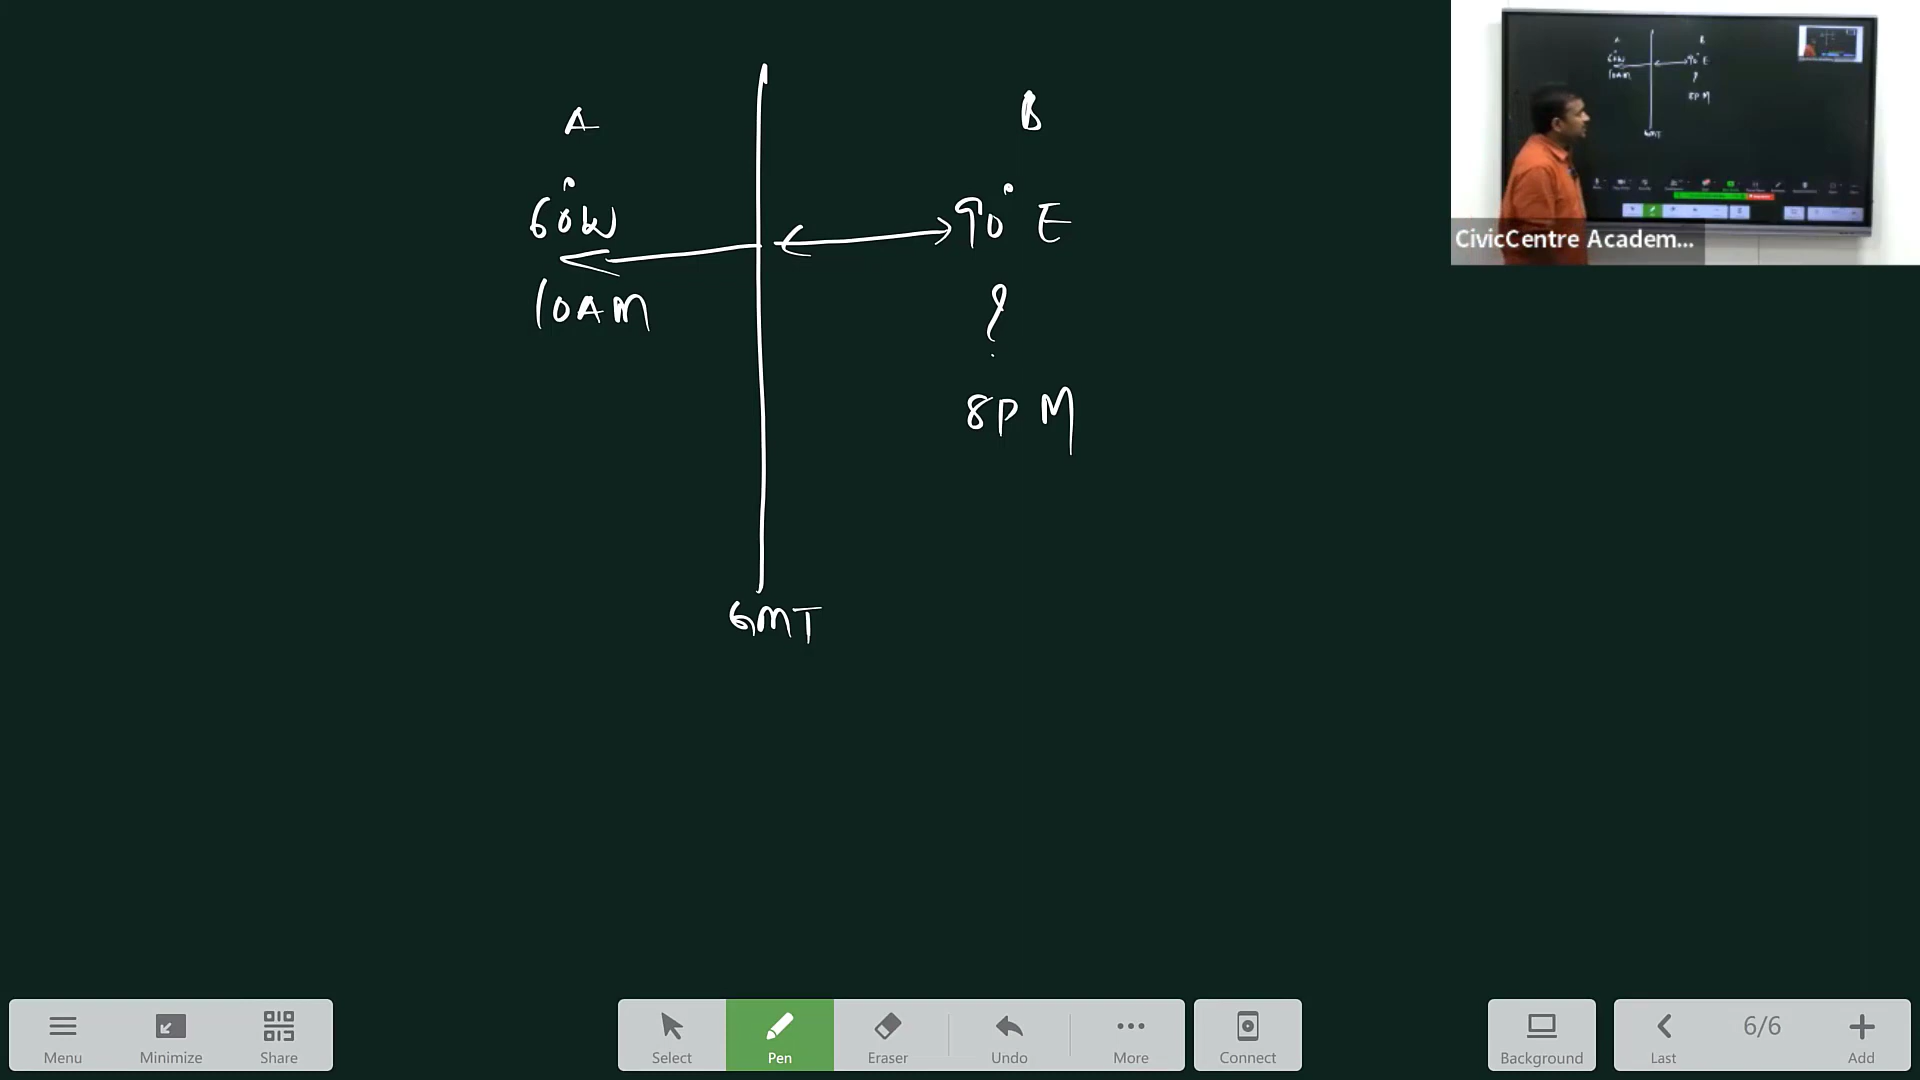 A
B
60°W
90° E
10AM
?
8PM
GMT
CivicCentre Academ...
Menu
Minimize
Share
Select
Pen
Eraser
Undo
More
Connect
Background
Last
6/6
Add